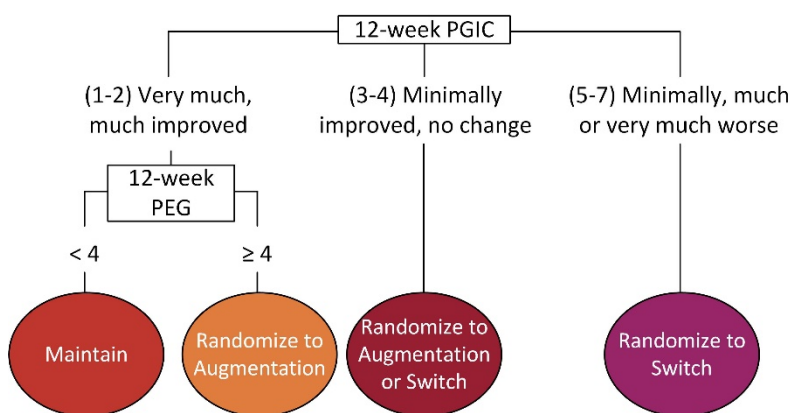 12-week PGIC
(1-2) Very much,
much improved
(3-4) Minimally
improved, no change
(5-7) Minimally, much
or very much worse
12-week
PEG
< 4
≥ 4
Maintain
Randomize to
Augmentation
Randomize to
Augmentation
or Switch
Randomize to
Switch